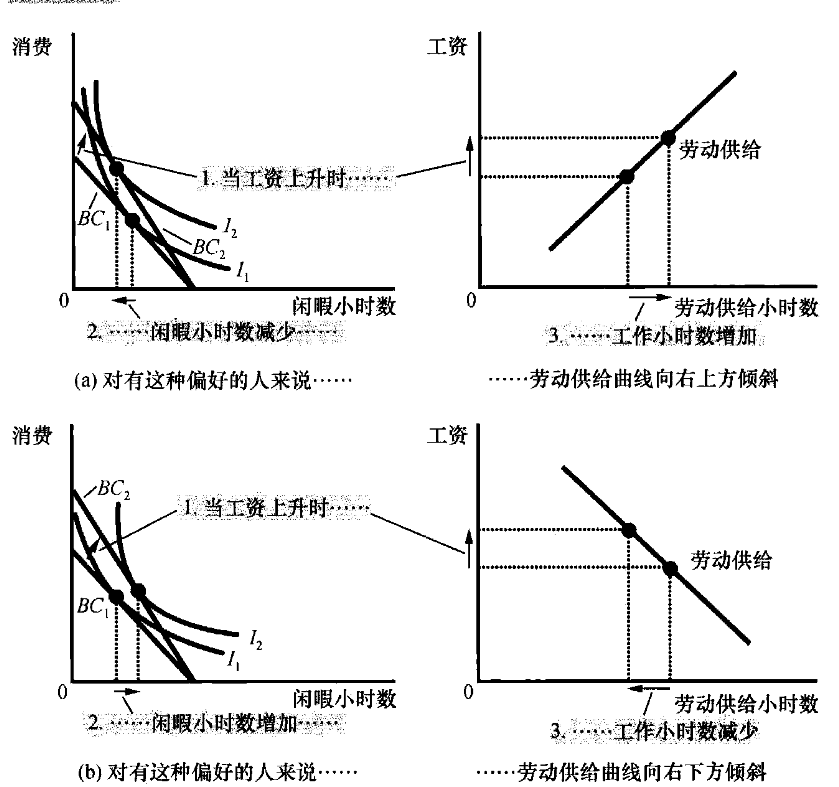 消费
工资
1. 当工资上升时……
劳动供给
BC₁
I₂
BC₂
I₁
0
闲暇小时数
0
劳动供给小时数
2. ……闲暇小时数减少……
3. ……工作小时数增加
(a) 对有这种偏好的人来说……
……劳动供给曲线向右上方倾斜
消费
工资
BC₂
1. 当工资上升时……
劳动供给
BC₁
I₂
I₁
0
闲暇小时数
0
劳动供给小时数
2. ……闲暇小时数增加……
3. ……工作小时数减少
(b) 对有这种偏好的人来说……
……劳动供给曲线向右下方倾斜